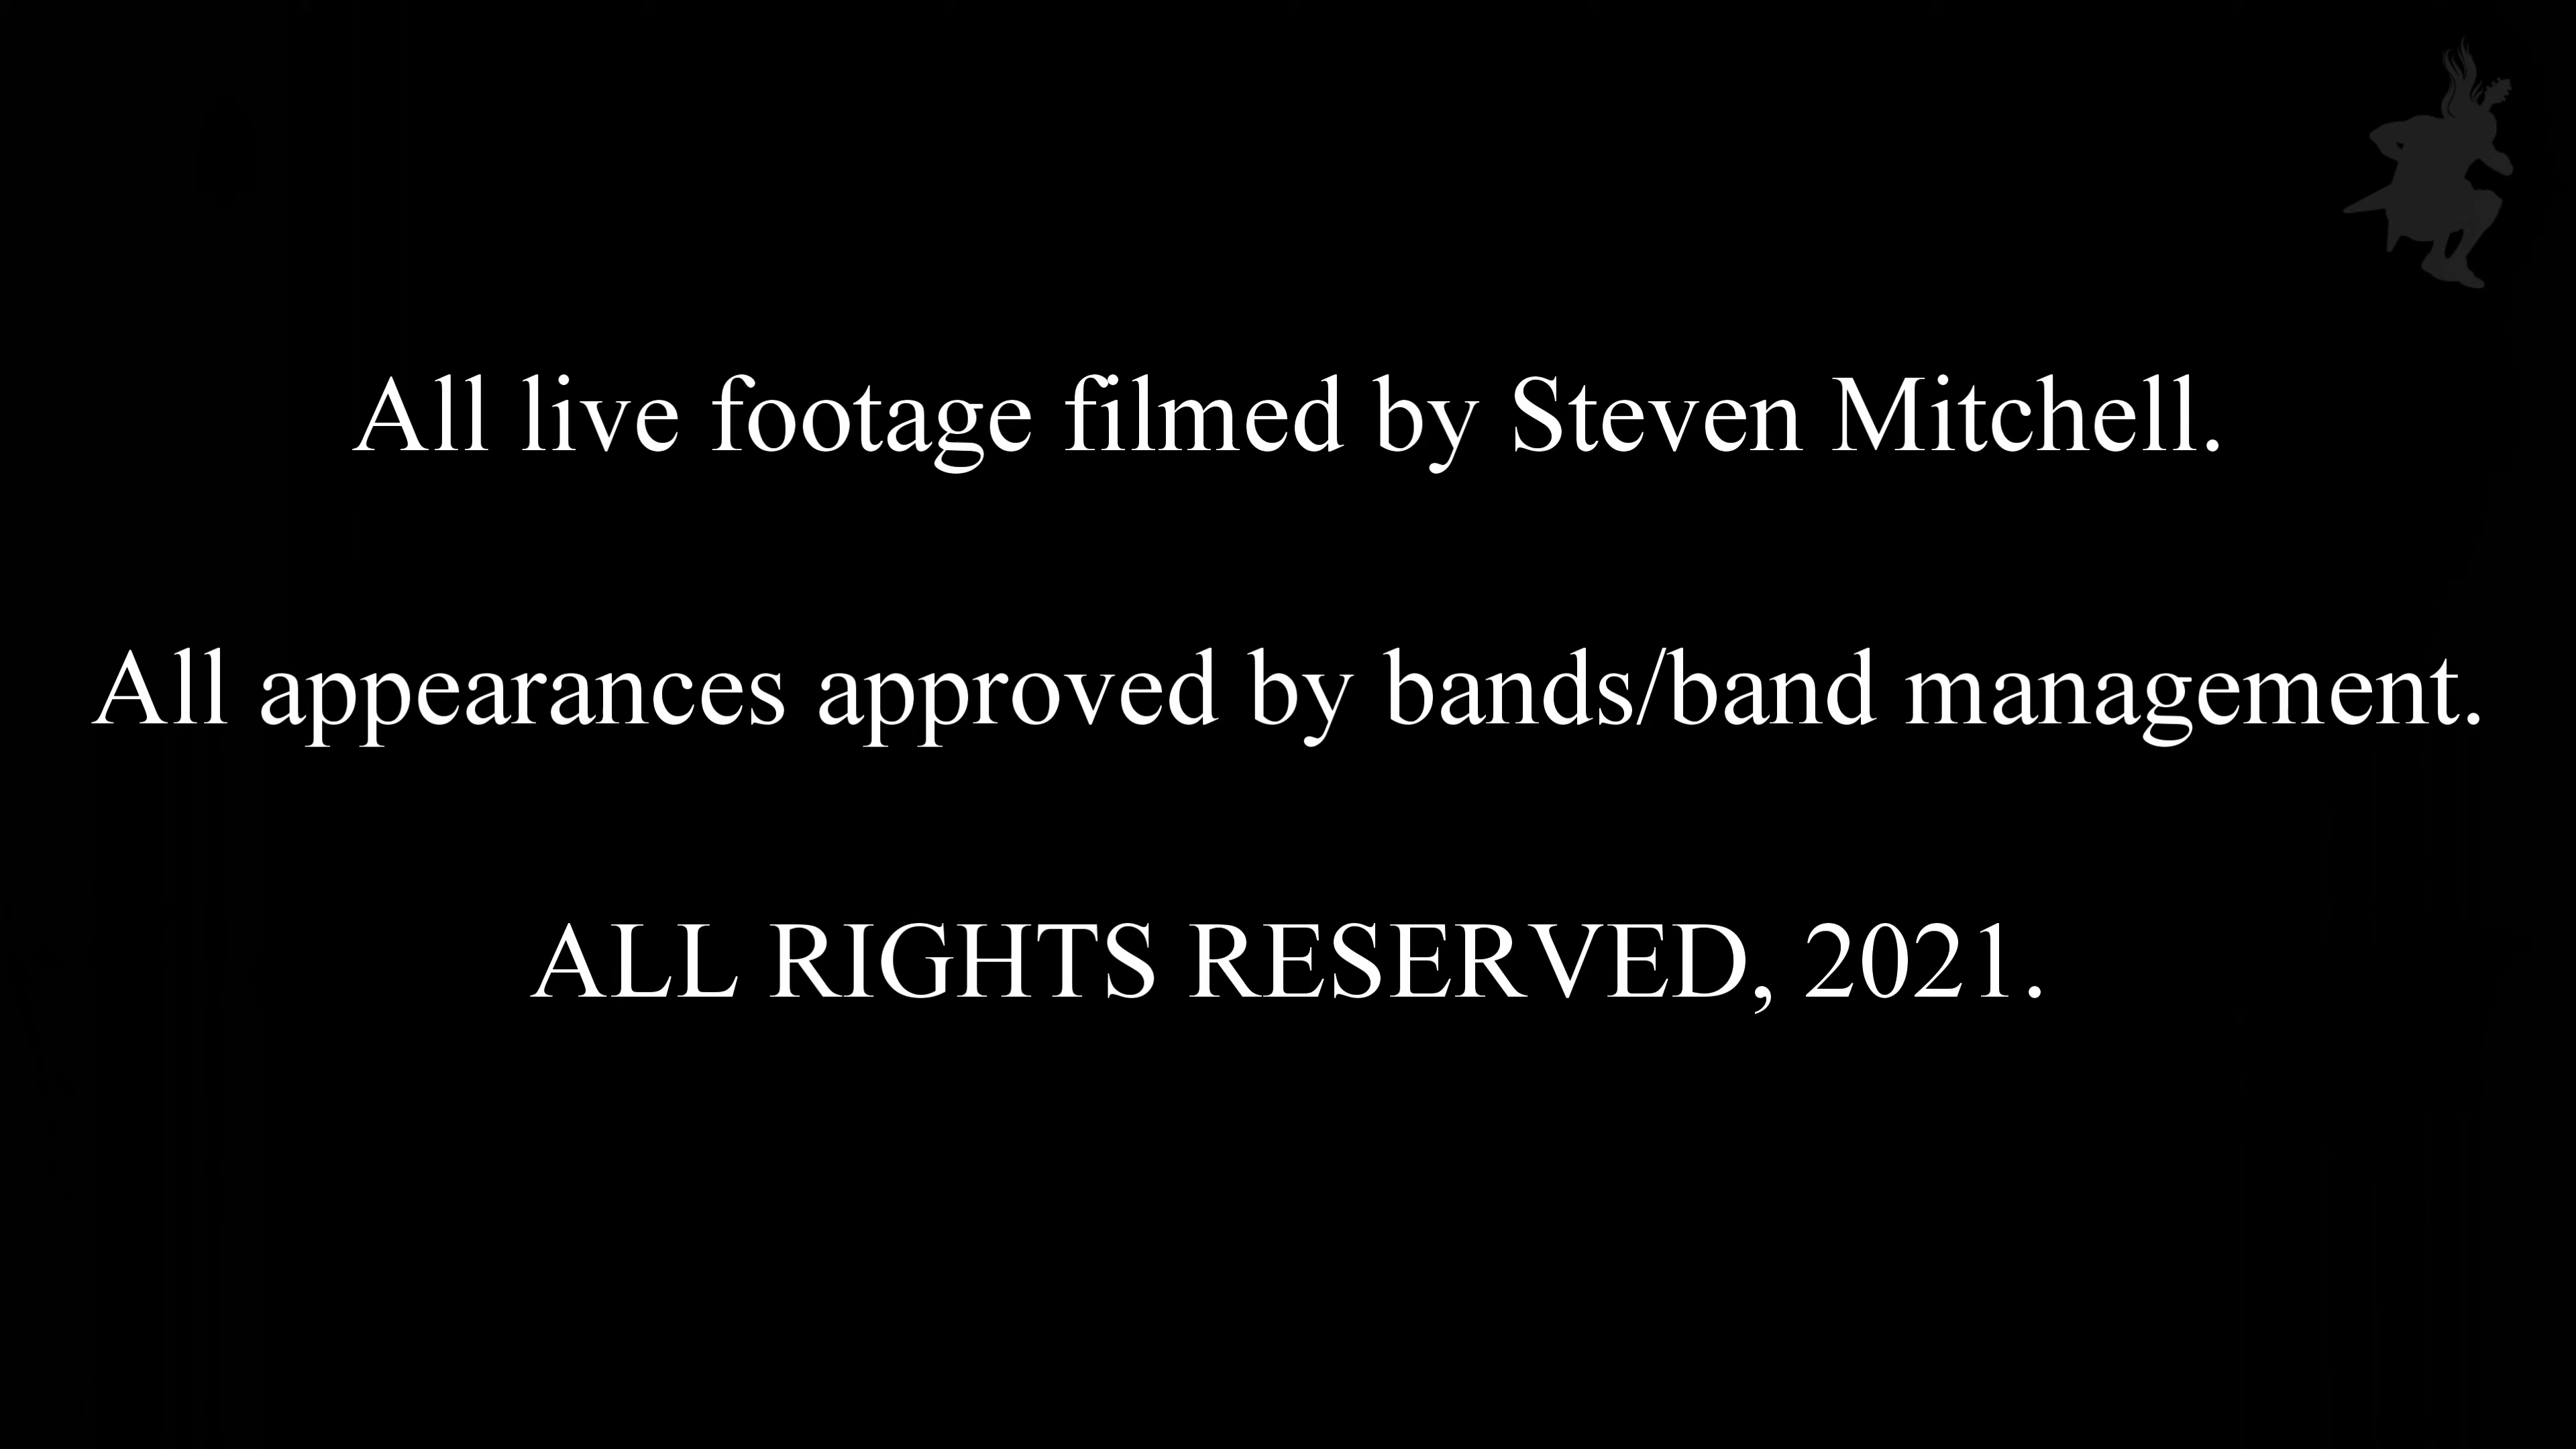 All live footage filmed by Steven Mitchell.
All appearances approved by bands/band management.
ALL RIGHTS RESERVED, 2021.